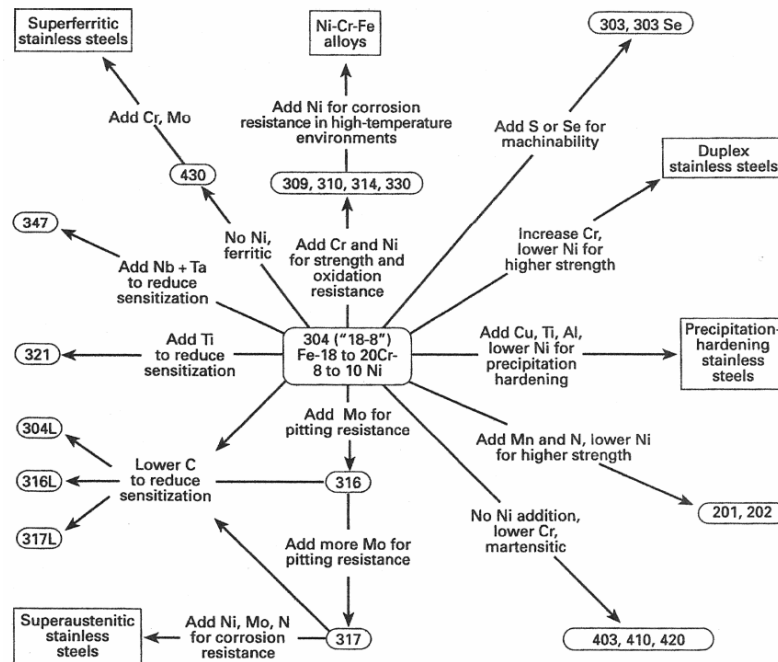 Superferritic
stainless steels
Ni-Cr-Fe
alloys
303, 303 Se
Add Cr, Mo
Add Ni for corrosion
resistance in high-temperature
environments
Add S or Se for
machinability
Duplex
stainless steels
430
309, 310, 314, 330
347
No Ni,
ferritic
Add Cr and Ni
for strength and
oxidation
resistance
Increase Cr,
lower Ni for
higher strength
Add Nb + Ta
to reduce
sensitization
321
Add Ti
to reduce
sensitization
304 ("18-8")
Fe-18 to 20Cr-
8 to 10 Ni
Add Cu, Ti, Al,
lower Ni for
precipitation
hardening
Precipitation-
hardening
stainless
steels
304L
316L
317L
Lower C
to reduce
sensitization
Add Mo for
pitting resistance
316
Add Mn and N, lower Ni
for higher strength
201, 202
No Ni addition,
lower Cr,
martensitic
Add more Mo for
pitting resistance
Superaustenitic
stainless
steels
Add Ni, Mo, N
for corrosion
resistance
317
403, 410, 420